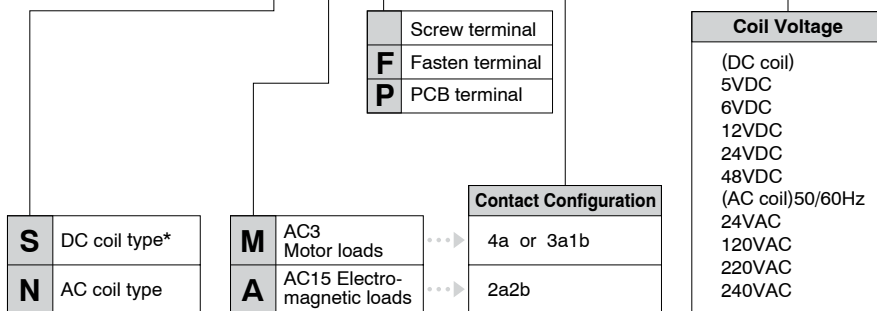 Screw terminal
F Fasten terminal
P PCB terminal
Coil Voltage
(DC coil)
5VDC
6VDC
12VDC
24VDC
48VDC
(AC coil)50/60Hz
24VAC
120VAC
220VAC
240VAC
S DC coil type*
N AC coil type
M AC3
Motor loads
A AC15 Electro-
magnetic loads
Contact Configuration
4a or 3a1b
2a2b